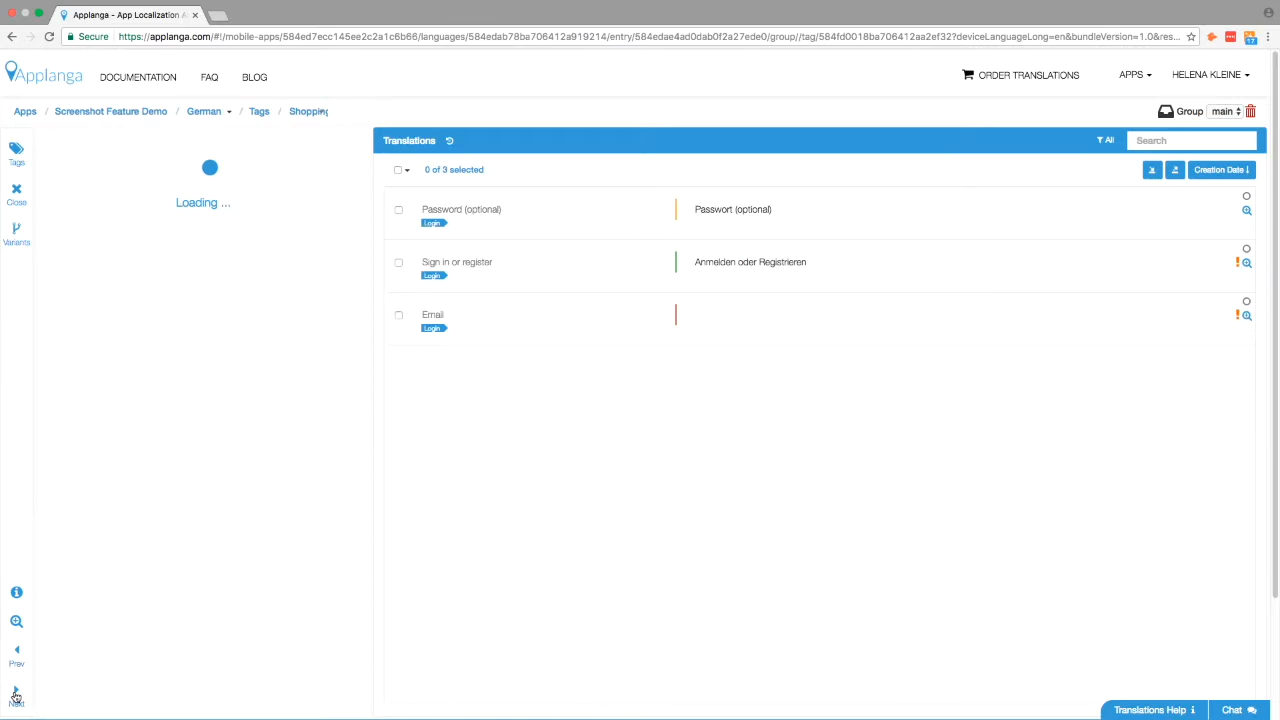 Applanga - App Localization A
Secure https://applanga.com/#!/mobile-apps/584ed7ecc145ee2c2a1c6b66/languages/584edab78ba706412a919214/entry/584edae4ad0dab0f2a27ede0/group//tag/584fd0018ba706412aa2ef32?deviceLanguageLong=en&bundleVersion=1.0&res...
17
Applanga DOCUMENTATION FAQ BLOG ORDER TRANSLATIONS APPS HELENA KLEINE
Apps / Screenshot Feature Demo / German / Tags / Shopping Group main
Translations All Search
Tags
0 of 3 selected Creation Date
Loading ...
Close
Password (optional) Passwort (optional)
Login
Variants
Sign in or register Anmelden oder Registrieren
Login
Email
Login
Prev
Next
Translations Help Chat